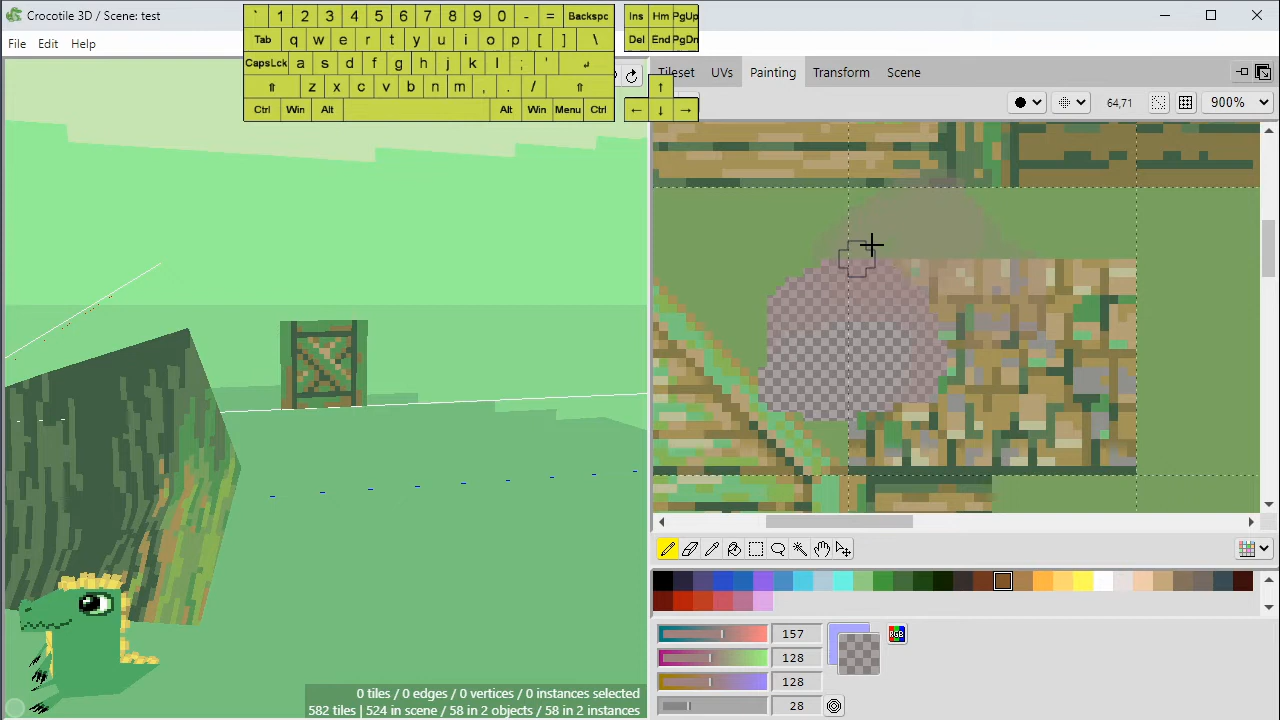 Crocotile 3D / Scene: test
File Edit Help
` 1 2 3 4 5 6 7 8 9 0 - = Backspc
Tab q w e r t y u i o p [ ] \
CapsLck a s d f g h j k l ; ' ↲
⇧ z x c v b n m , . / ⇧
Ctrl Win Alt Alt Win Menu Ctrl
Ins Hm PgUp
Del End PgDn
↑
← ↓ →
Tileset UVs Painting Transform Scene
64,71 900%
157
128
128
28
RGB
0 tiles / 0 edges / 0 vertices / 0 instances selected
582 tiles | 524 in scene / 58 in 2 objects / 58 in 2 instances